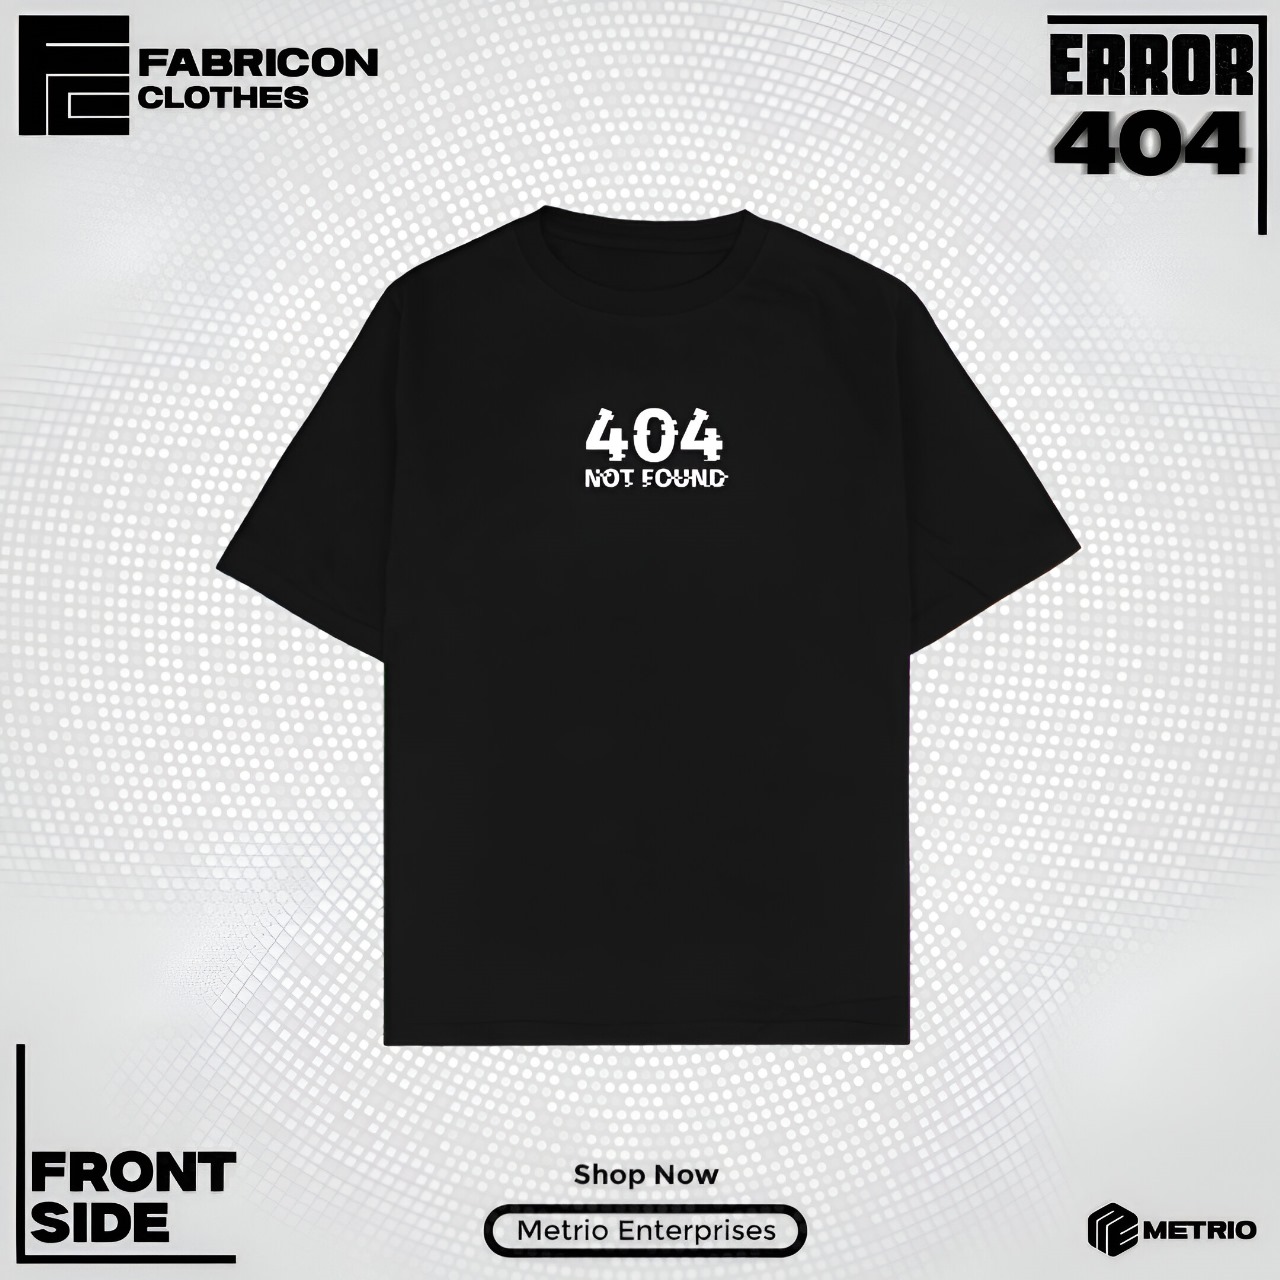 FABRICON
CLOTHES
ERROR
404
404
NOT FOUND
FRONT
SIDE
Shop Now
Metrio Enterprises
METRIO